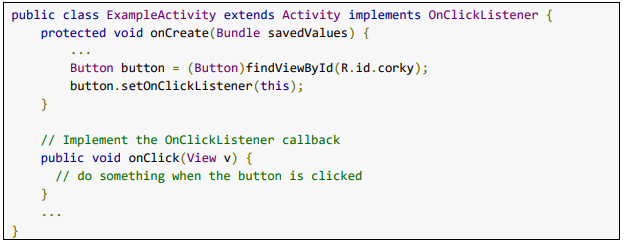 public class ExampleActivity extends Activity implements OnClickListener {
    protected void onCreate(Bundle savedValues) {
        ...
        Button button = (Button)findViewById(R.id.corky);
        button.setOnClickListener(this);
    }

    // Implement the OnClickListener callback
    public void onClick(View v) {
      // do something when the button is clicked
    }
    ...
}